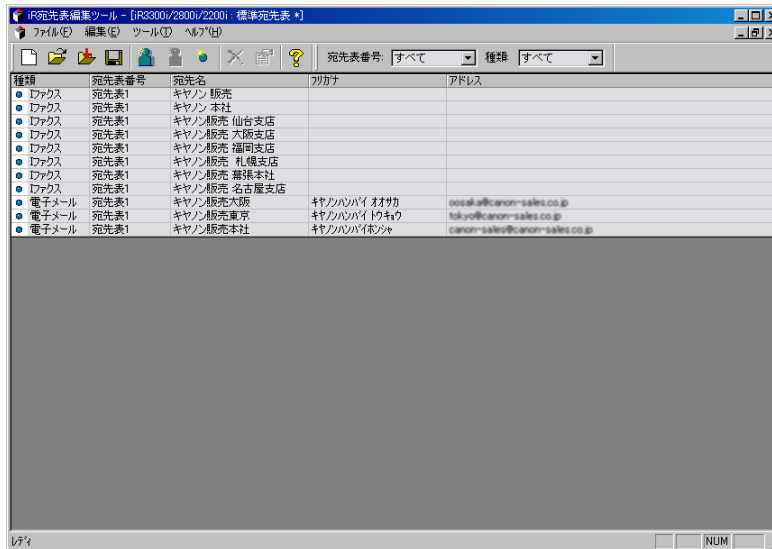 iR宛先表編集ツール - [iR3300i/2800i/2200i : 標準宛先表 *]
ファイル(F) 編集(E) ツール(T) ヘルプ(H)
宛先表番号: すべて 種類: すべて
種類 宛先表番号 宛先名 フリガナ アドレス
Iファクス 宛先表1 キヤノン 販売
Iファクス 宛先表1 キヤノン 本社
Iファクス 宛先表1 キヤノン販売 仙台支店
Iファクス 宛先表1 キヤノン販売 大阪支店
Iファクス 宛先表1 キヤノン販売 福岡支店
Iファクス 宛先表1 キヤノン販売 札幌支店
Iファクス 宛先表1 キヤノン販売 幕張本社
Iファクス 宛先表1 キヤノン販売 名古屋支店
電子メール 宛先表1 キヤノン販売大阪 キヤノンハンバイ オオサカ oosaka@canon-sales.co.jp
電子メール 宛先表1 キヤノン販売東京 キヤノンハンバイ トウキョウ tokyo@canon-sales.co.jp
電子メール 宛先表1 キヤノン販売本社 キヤノンハンバイホンシャ canon-sales@canon-sales.co.jp
レディ NUM